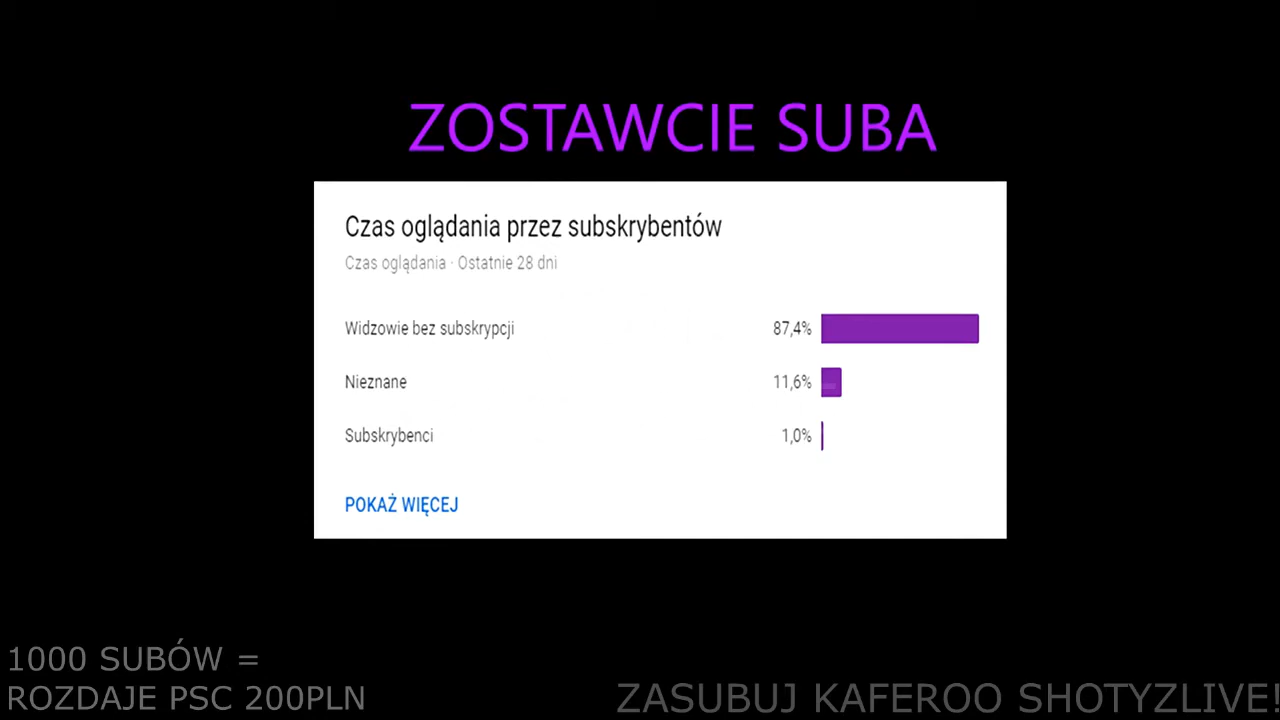 ZOSTAWCIE SUBA
Czas oglądania przez subskrybentów
Czas oglądania · Ostatnie 28 dni
Widzowie bez subskrypcji 87,4%
Nieznane 11,6%
Subskrybenci 1,0%
POKAŻ WIĘCEJ
1000 SUBÓW =
ROZDAJE PSC 200PLN
ZASUBUJ KAFEROO SHOTYZLIVE!